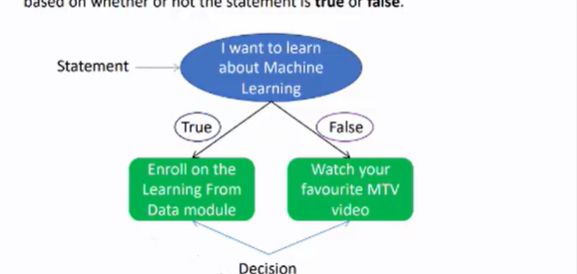 based on whether or not the statement is true or false.
I want to learn
about Machine
Learning
Statement
True
False
Enroll on the
Learning From
Data module
Watch your
favourite MTV
video
Decision